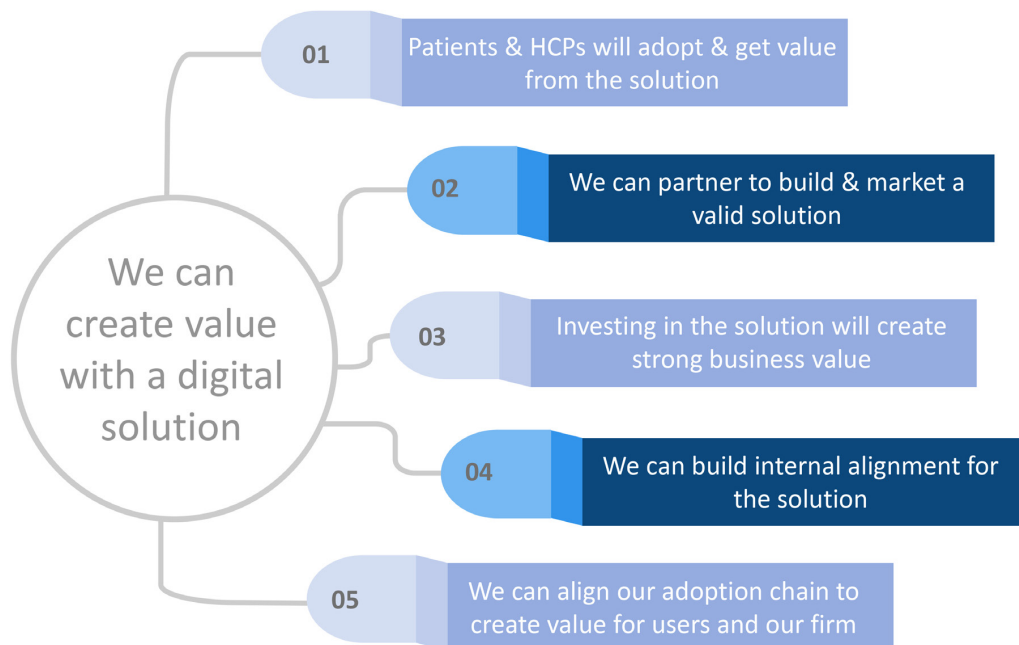 We can
create value
with a digital
solution
01
Patients & HCPs will adopt & get value
from the solution
02
We can partner to build & market a
valid solution
03
Investing in the solution will create
strong business value
04
We can build internal alignment for
the solution
05
We can align our adoption chain to
create value for users and our firm